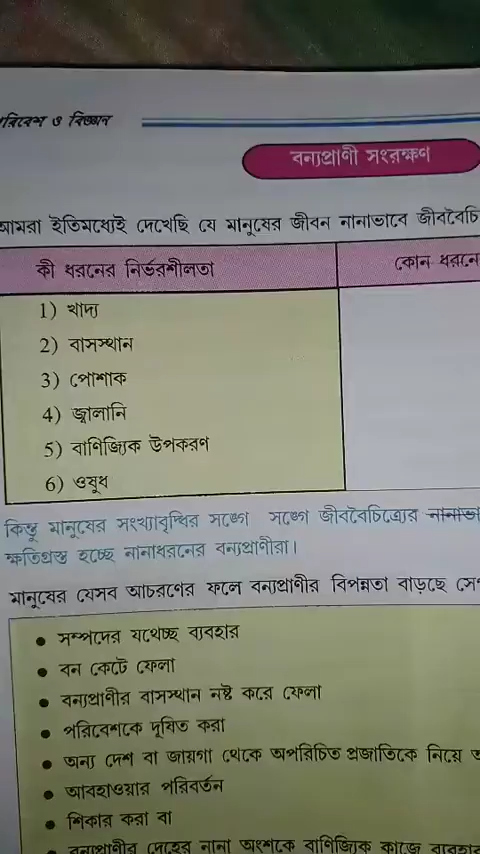 পরিবেশ ও বিজ্ঞান
বন্যপ্রাণী সংরক্ষণ
আমরা ইতিমধ্যেই দেখেছি যে মানুষের জীবন নানাভাবে
কী ধরনের নির্ভরশীলতা
কোন
1) খাদ্য
2) বাসস্থান
3) পোশাক
4) জ্বালানি
5) বাণিজ্যিক উপকরণ
6) ওষুধ
কিন্তু মানুষের সংখ্যাবৃদ্ধির সঙ্গে সঙ্গে জীববৈচিত্র্যের
ক্ষতিগ্রস্ত হচ্ছে নানাধরনের বন্যপ্রাণীরা।
মানুষের যেসব আচরণের ফলে বন্যপ্রাণীর বিপন্নতা বাড়ছে
• সম্পদের যথেচ্ছ ব্যবহার
• বন কেটে ফেলা
• বন্যপ্রাণীর বাসস্থান নষ্ট করে ফেলা
• পরিবেশকে দূষিত করা
• অন্য দেশ বা জায়গা থেকে অপরিচিত প্রজাতিকে নিয়ে
• আবহাওয়ার পরিবর্তন
• শিকার করা বা
• বন্যপ্রাণীর দেহের নানা অংশকে বাণিজ্যিক কাজে